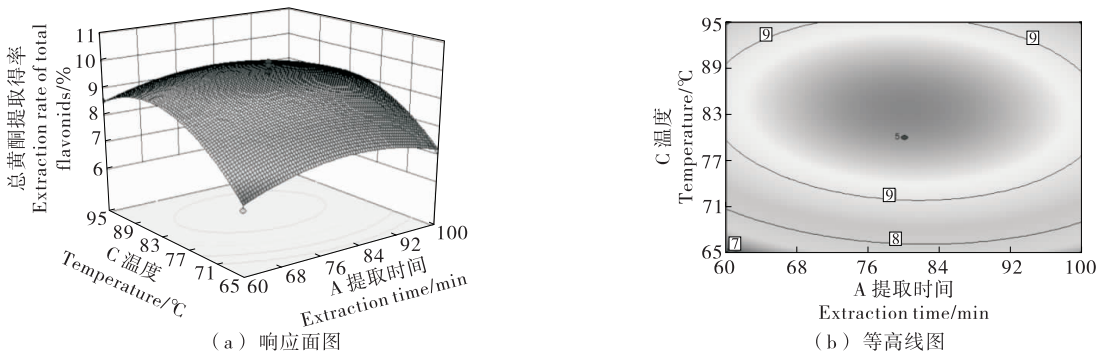 总黄酮提取得率
Extraction rate of total
flavonids/%
11
10
9
8
7
6
95
89
83
77
71
65
C 温度
Temperature/℃
60
68
76
84
92
100
A 提取时间
Extraction time/min
(a) 响应面图
C 温度
Temperature/℃
95
89
83
77
71
65
9
9
5
9
8
7
60
68
76
84
92
100
A 提取时间
Extraction time/min
(b) 等高线图